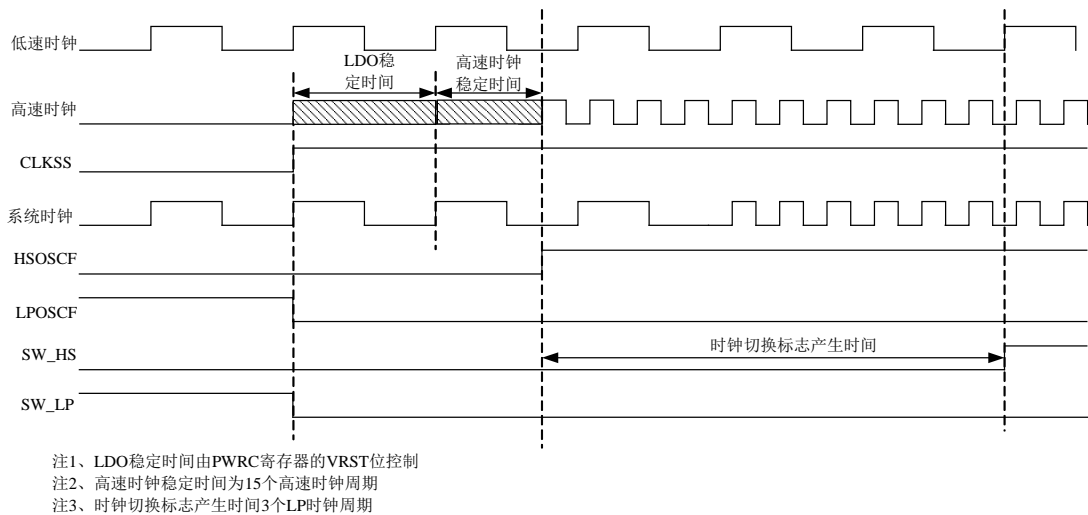 低速时钟
LDO稳
定时间
高速时钟
稳定时间
高速时钟
CLKSS
系统时钟
HSOSCF
LPOSCF
SW_HS
时钟切换标志产生时间
SW_LP
注1、LDO稳定时间由PWRC寄存器的VRST位控制
注2、高速时钟稳定时间为15个高速时钟周期
注3、时钟切换标志产生时间3个LP时钟周期